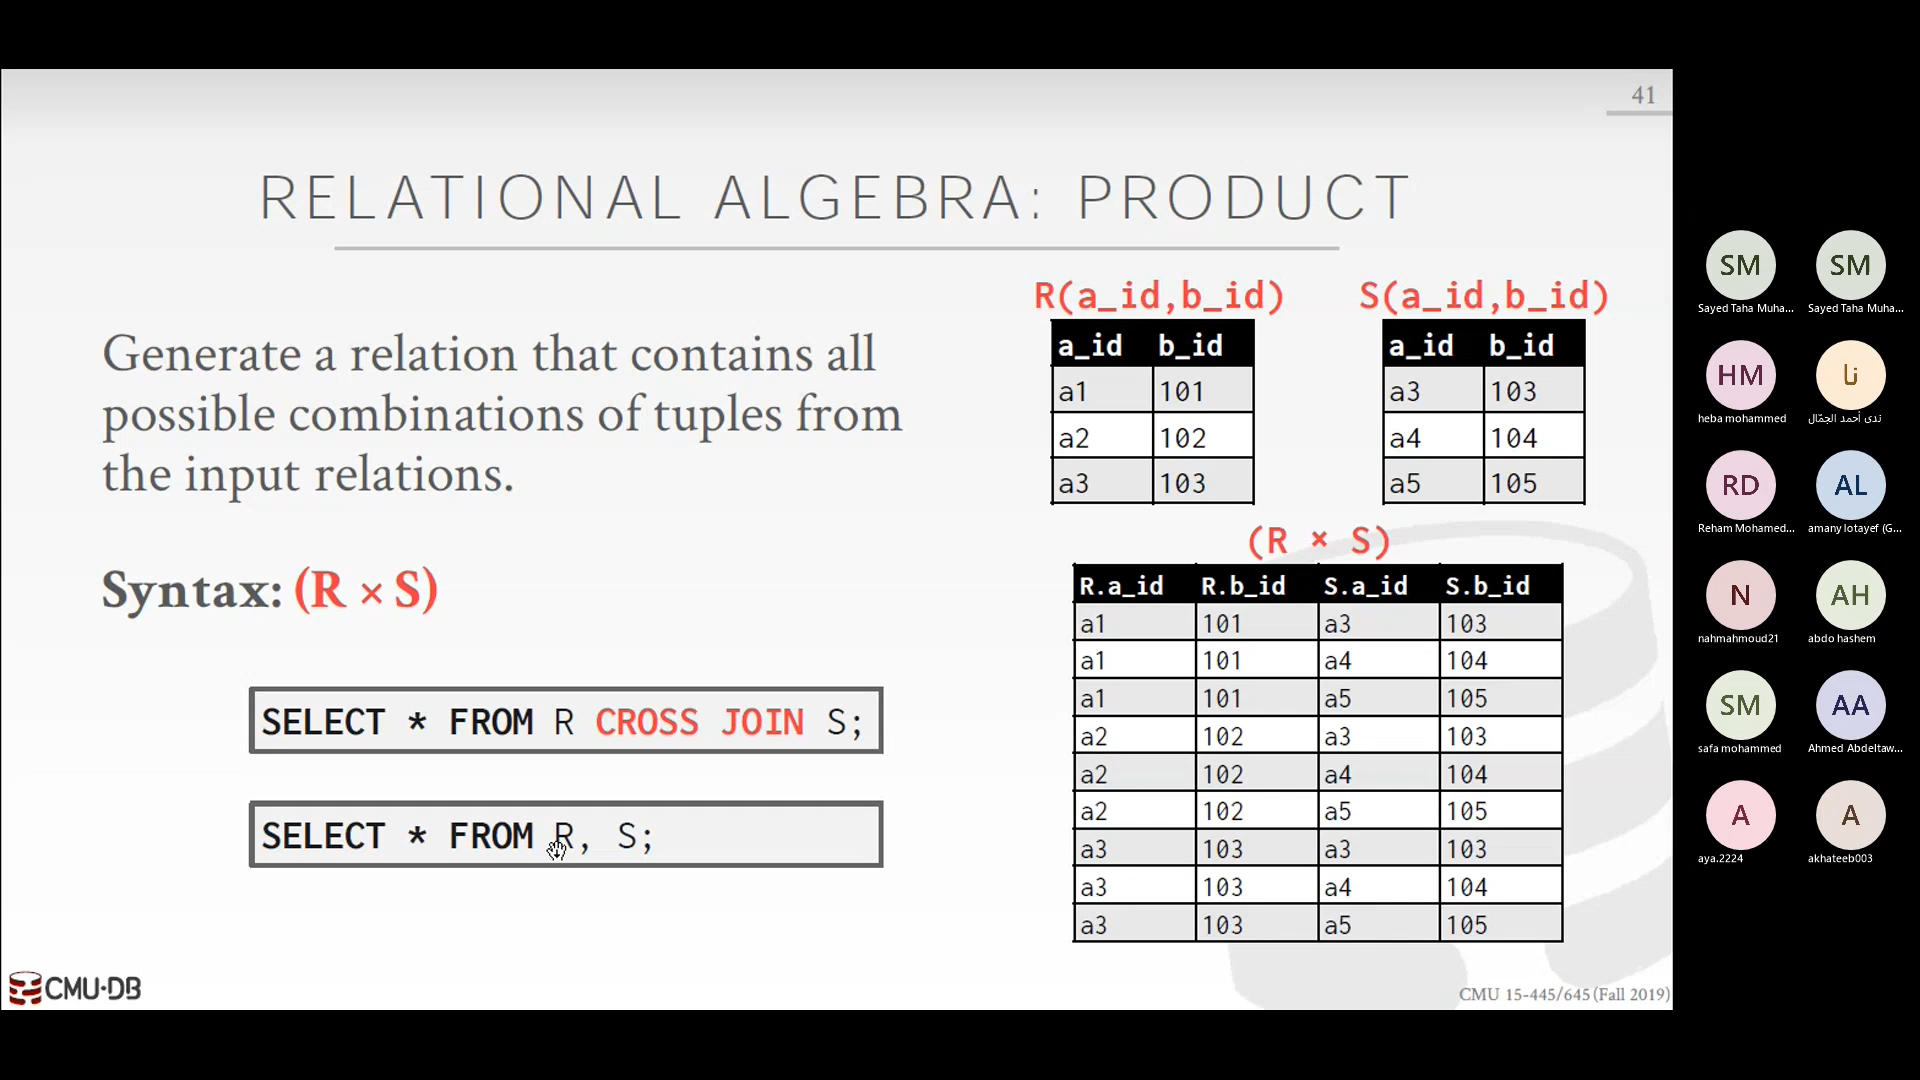 41
RELATIONAL ALGEBRA: PRODUCT
Generate a relation that contains all
possible combinations of tuples from
the input relations.
Syntax: (R × S)
SELECT * FROM R CROSS JOIN S;
SELECT * FROM R, S;
R(a_id,b_id)
a_id b_id
a1 101
a2 102
a3 103
S(a_id,b_id)
a_id b_id
a3 103
a4 104
a5 105
(R × S)
R.a_id R.b_id S.a_id S.b_id
a1 101 a3 103
a1 101 a4 104
a1 101 a5 105
a2 102 a3 103
a2 102 a4 104
a2 102 a5 105
a3 103 a3 103
a3 103 a4 104
a3 103 a5 105
CMU·DB
CMU 15-445/645 (Fall 2019)
SM SM
Sayed Taha Muha... Sayed Taha Muha...
HM نا
heba mohammed ندى أحمد الجمّال
RD AL
Reham Mohamed... amany lotayef (G...
N AH
nahmahmoud21 abdo hashem
SM AA
safa mohammed Ahmed Abdeltaw...
A A
aya.2224 akhateeb003